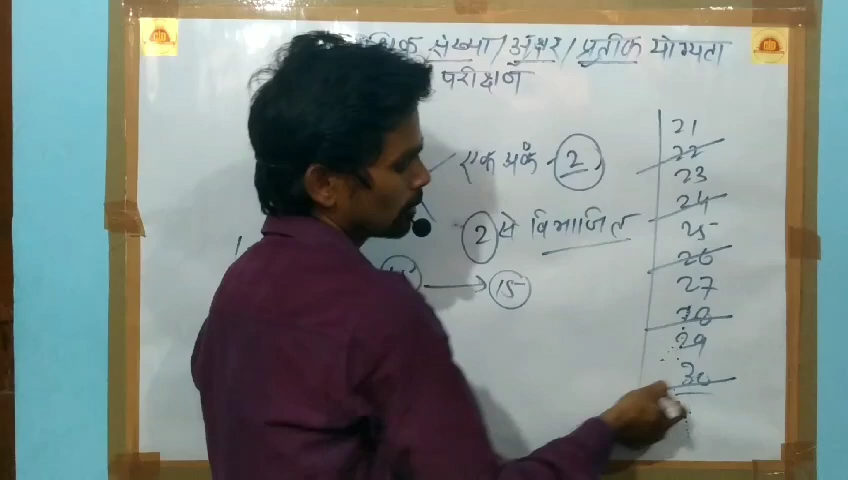 संख्या/अक्षर/प्रतीक योग्यता
परीक्षण
एक अंक - 2
2 से विभाजित
→ 15
21
22
23
24
25
26
27
28
29
30